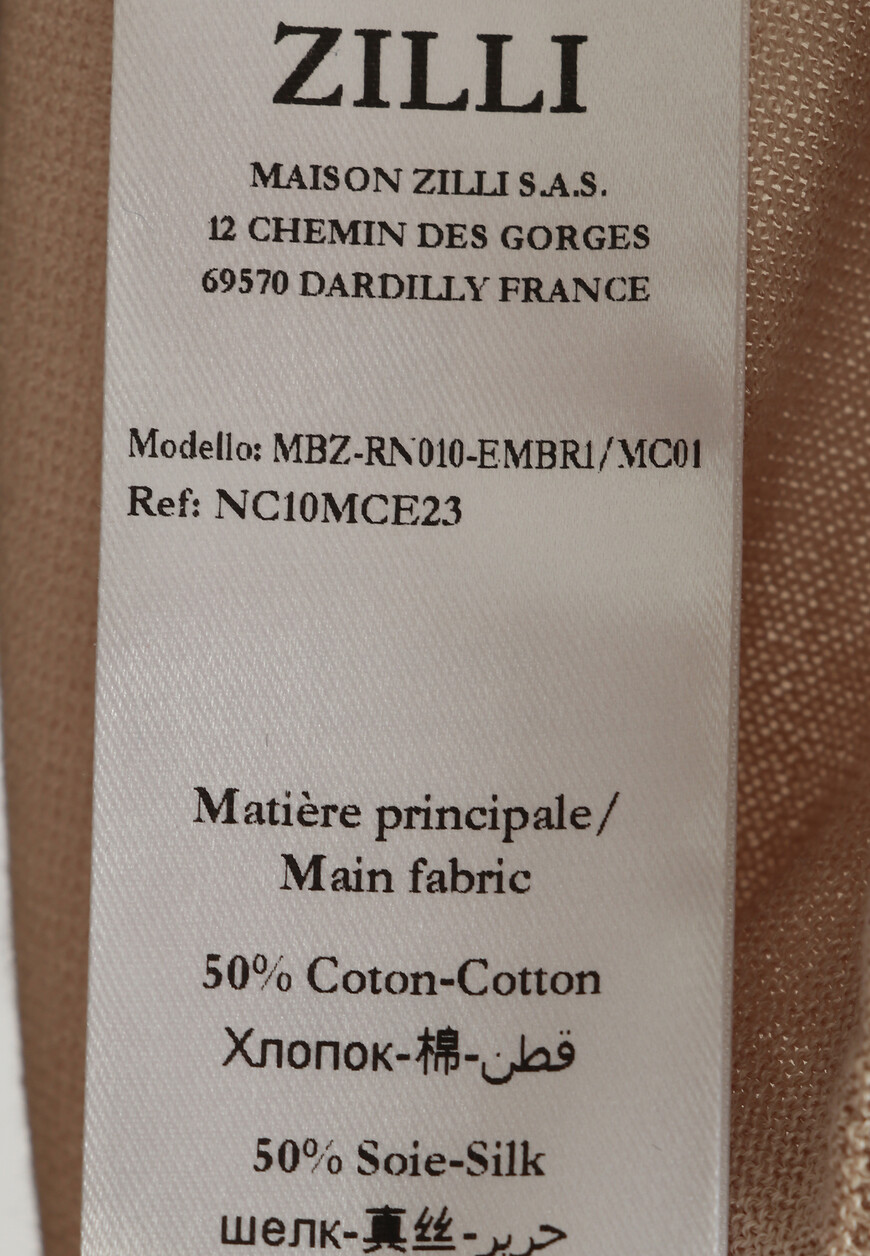 ZILLI
MAISON ZILLI S.A.S.
12 CHEMIN DES GORGES
69570 DARDILLY FRANCE
Modello: MBZ-RN010-EMBR1/MC01
Ref: NC10MCE23
Matière principale/
Main fabric
50% Coton-Cotton
Хлопок-棉-قطن
50% Soie-Silk
шелк-真丝-حرير